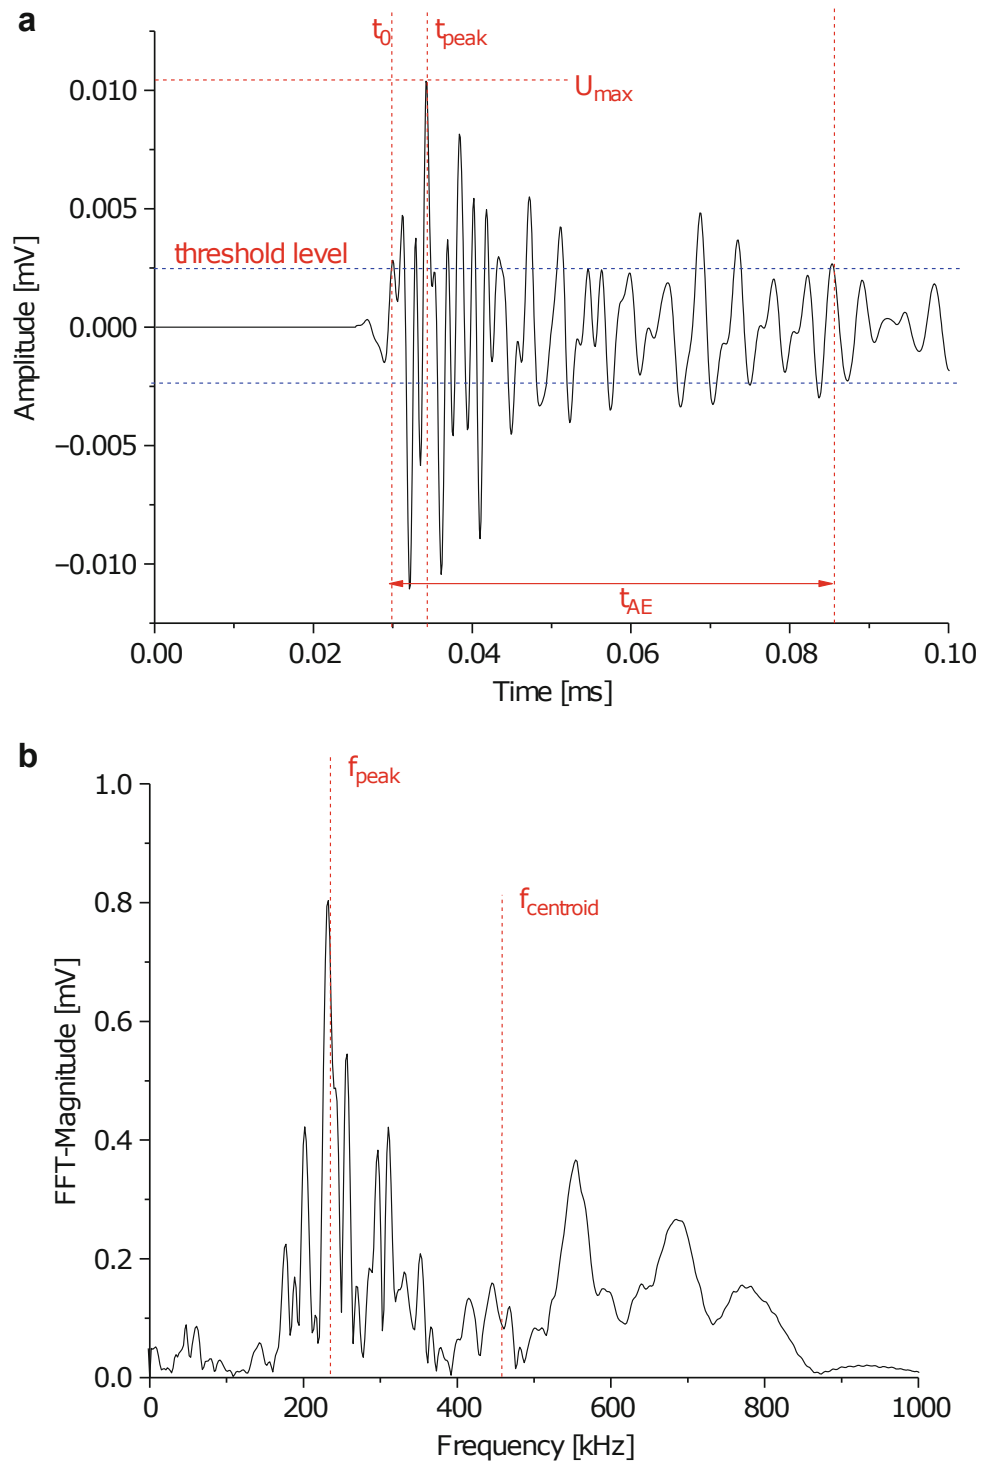 a
t0 tpeak
Umax
0.010
0.005
threshold level
0.000
−0.005
−0.010
Amplitude [mV]
tAE
0.00 0.02 0.04 0.06 0.08 0.10
Time [ms]
b
fpeak
1.0
fcentroid
0.8
0.6
0.4
0.2
0.0
FFT-Magnitude [mV]
0 200 400 600 800 1000
Frequency [kHz]